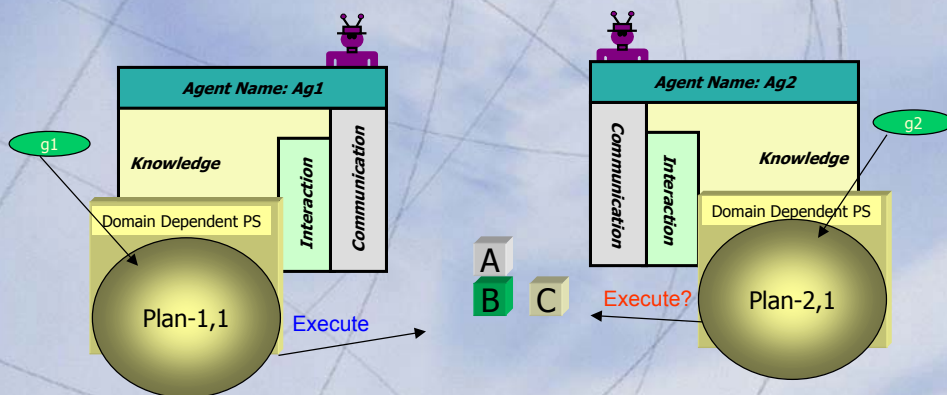 Agent Name: Ag1
g1
Knowledge
Interaction
Communication
Domain Dependent PS
Plan-1,1
Execute
A
B
C
Agent Name: Ag2
g2
Communication
Interaction
Knowledge
Domain Dependent PS
Plan-2,1
Execute?